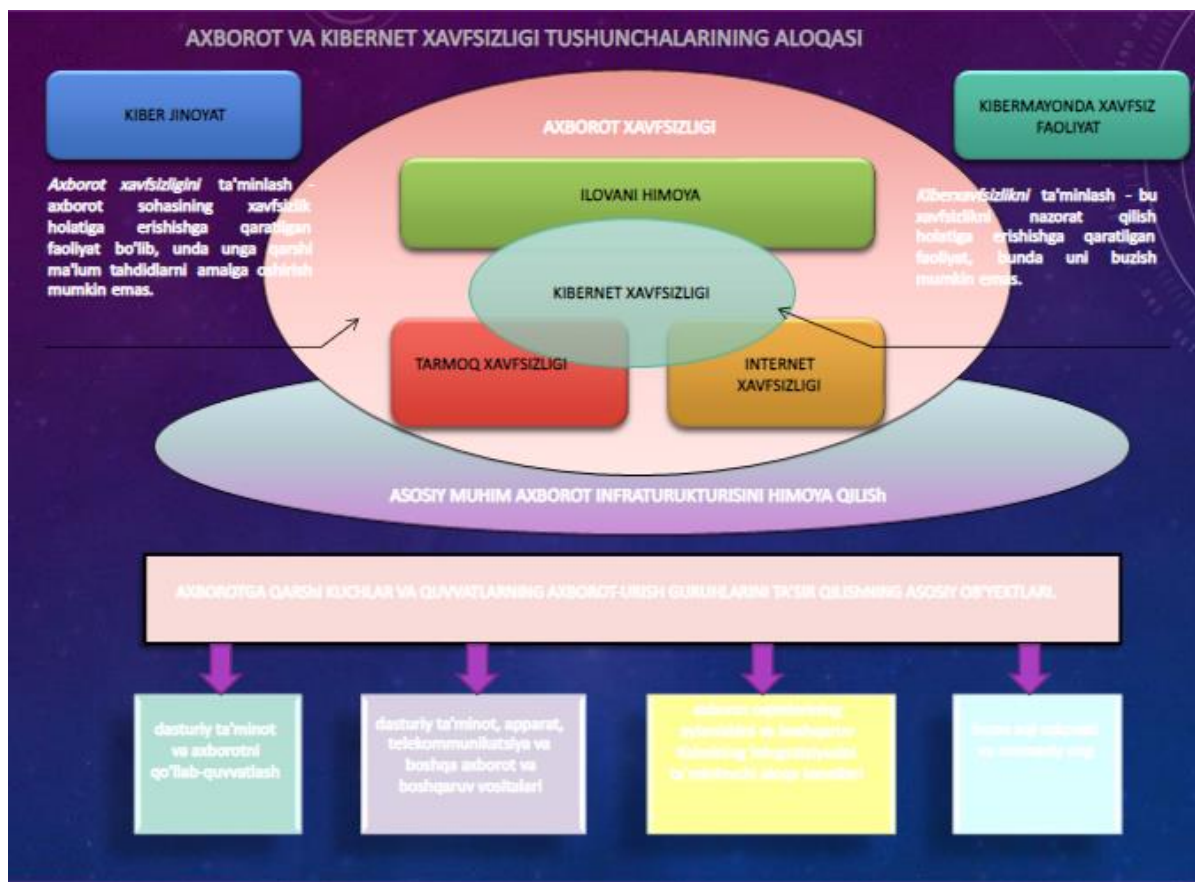 AXBOROT VA KIBERNET XAVFSIZLIGI TUSHUNCHALARINING ALOQASI
KIBER JINOYAT
KIBERMAYONDA XAVFSIZ
FAOLIYAT
AXBOROT XAVFSIZLIGI
Axborot xavfsizligini ta'minlash -
axborot sohasining xavfsizlik
holatiga erishishga qaratilgan
faoliyat bo'lib, unda unga qarshi
ma'lum tahdidlarni amalga oshirish
mumkin emas.
ILOVANI HIMOYA
KIBERNET XAVFSIZLIGI
TARMOQ XAVFSIZLIGI
INTERNET
XAVFSIZLIGI
Kiberxavfsizlikni ta'minlash - bu
xavfsizlikni nazorat qilish
holatiga erishishga qaratilgan
faoliyat, bunda uni buzish
mumkin emas.
ASOSIY MUHIM AXBOROT INFRATURUKTURISINI HIMOYA QILISh
AXBOROTGA QARSM KUCHLAR VA QUVVATLARNING AXBOROT-URISH GURUHLARINI TA'SIR QILISMNING ASOSIY OB'YEXTLARI.
dasturiy ta'minot
va axborotni
qo'llab-quvvatlash
dasturiy ta'minot, apparat,
telekommunikatsiya va
boshqa axborot va
boshqaruv vositalari